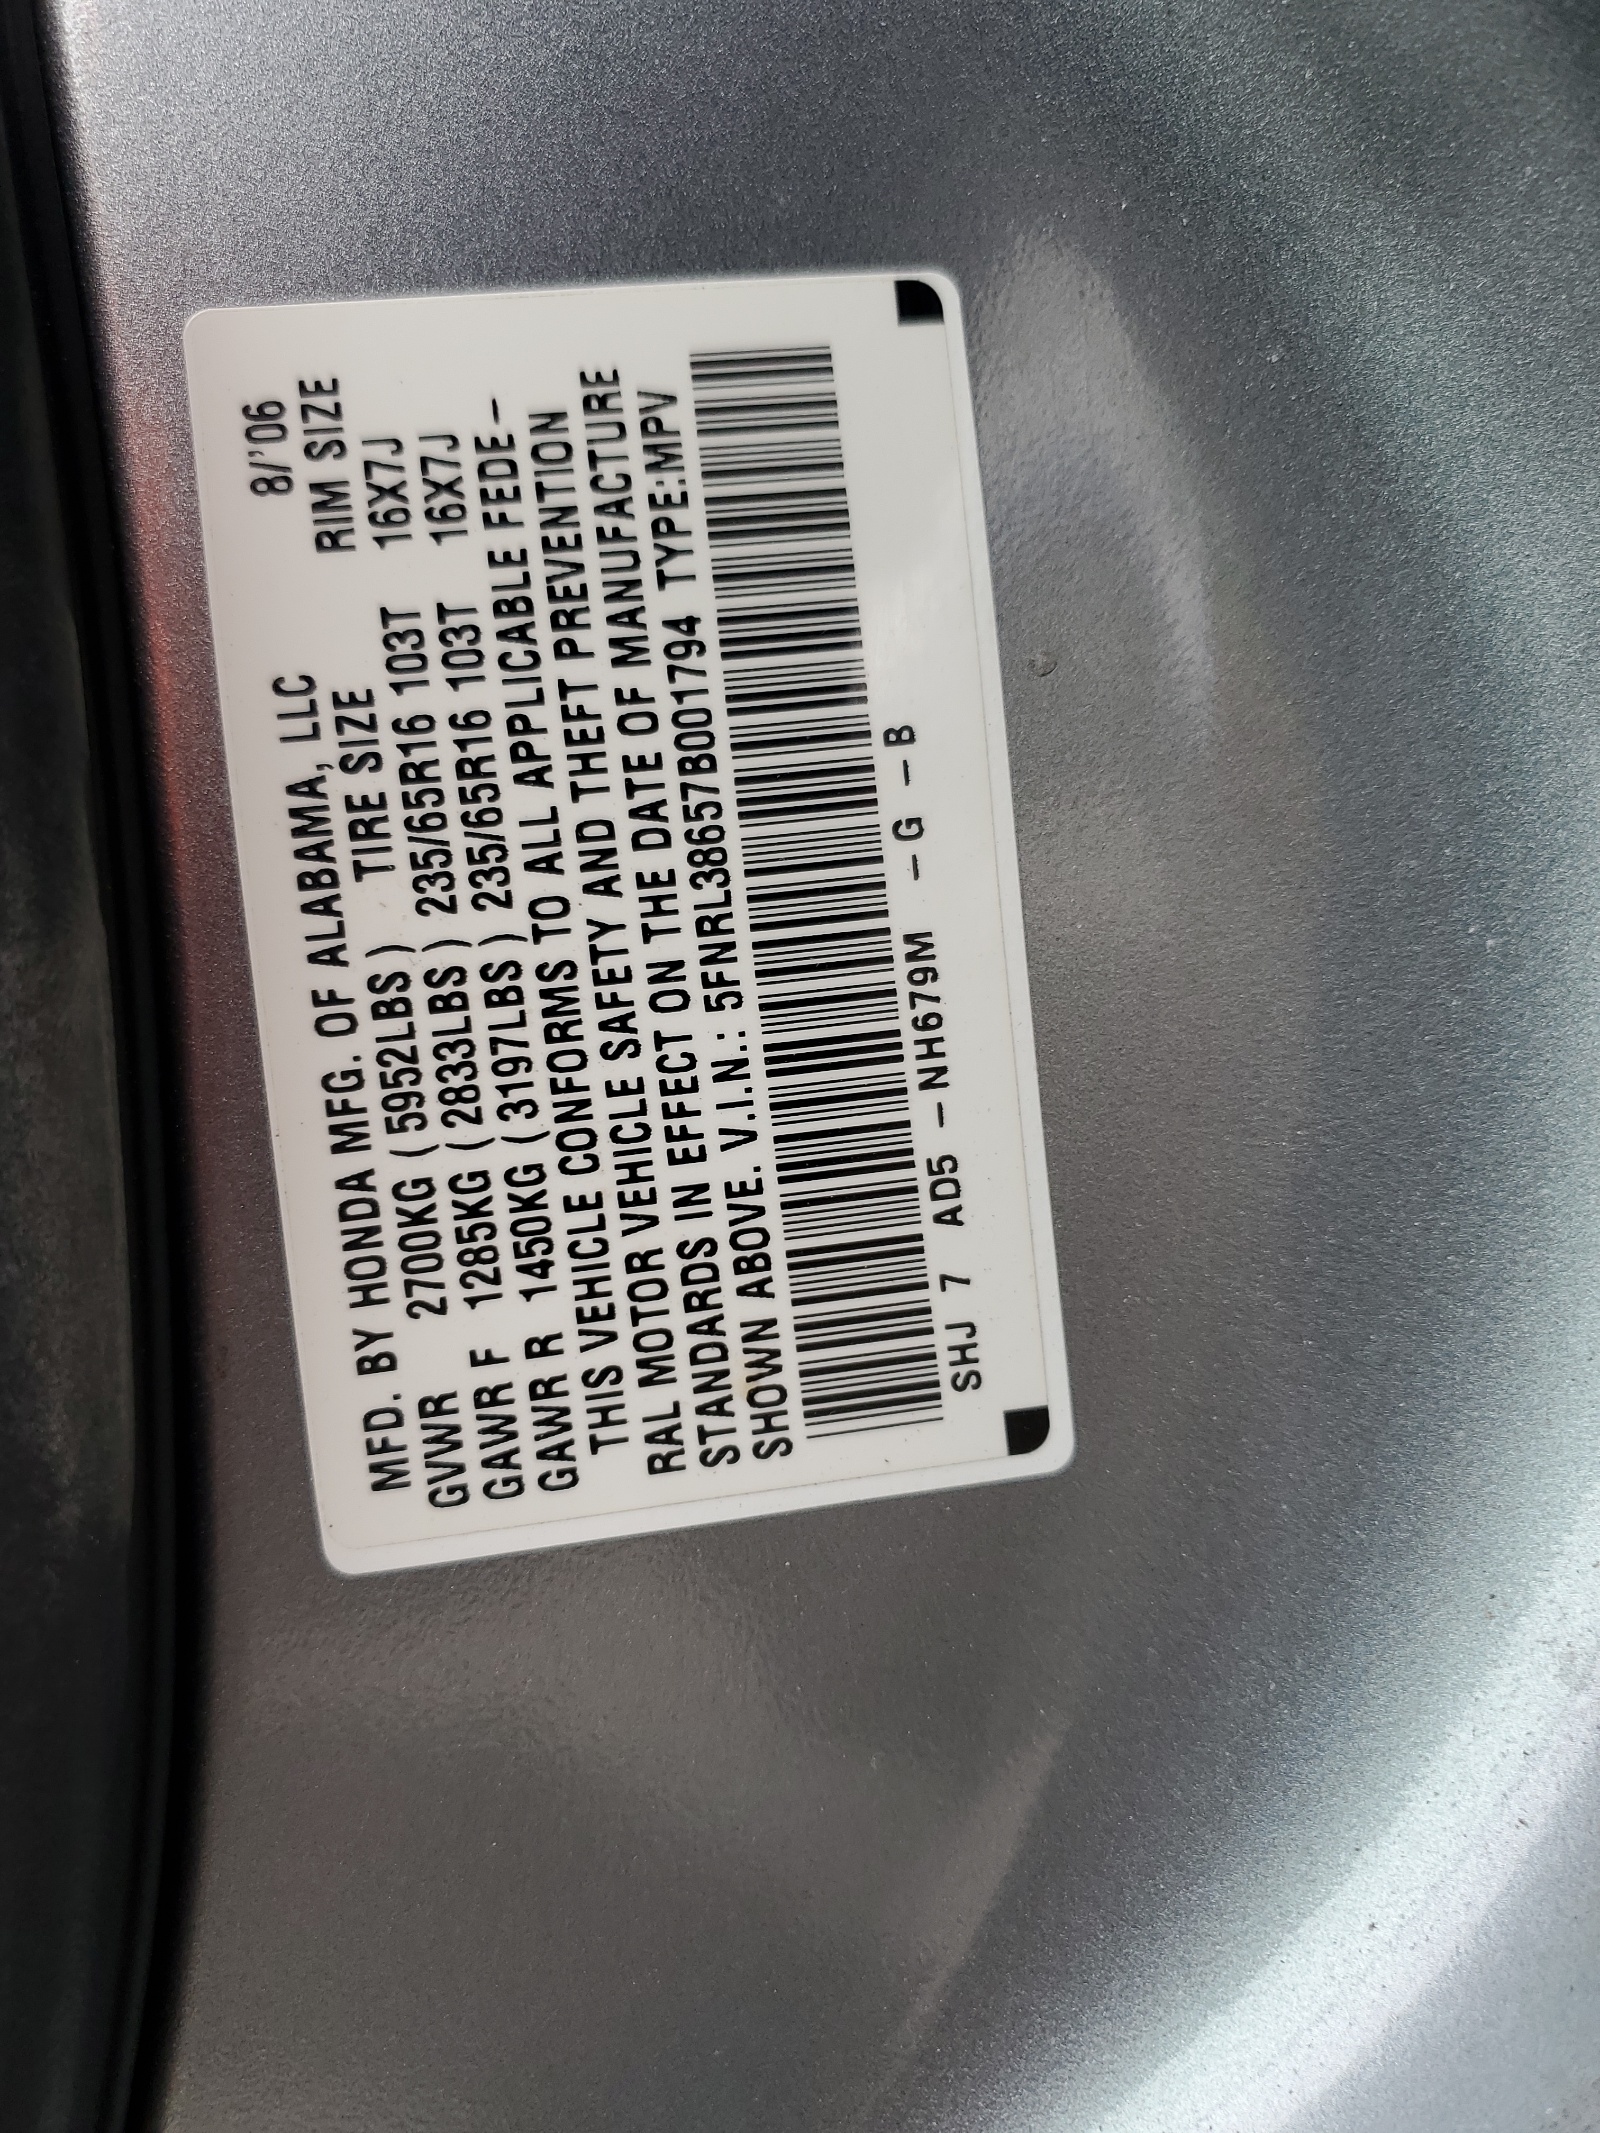 MFD. BY HONDA MFG. OF ALABAMA, LLC 8/'06
GVWR 2700KG (5952LBS) TIRE SIZE RIM SIZE
GAWR F 1285KG (2833LBS) 235/65R16 103T 16X7J
GAWR R 1450KG (3197LBS) 235/65R16 103T 16X7J
THIS VEHICLE CONFORMS TO ALL APPLICABLE FEDE-
RAL MOTOR VEHICLE SAFETY AND THEFT PREVENTION
STANDARDS IN EFFECT ON THE DATE OF MANUFACTURE
SHOWN ABOVE. V.I.N.: 5FNRL38657B001794 TYPE:MPV
SHJ 7 AD5 -NH679M -G -B